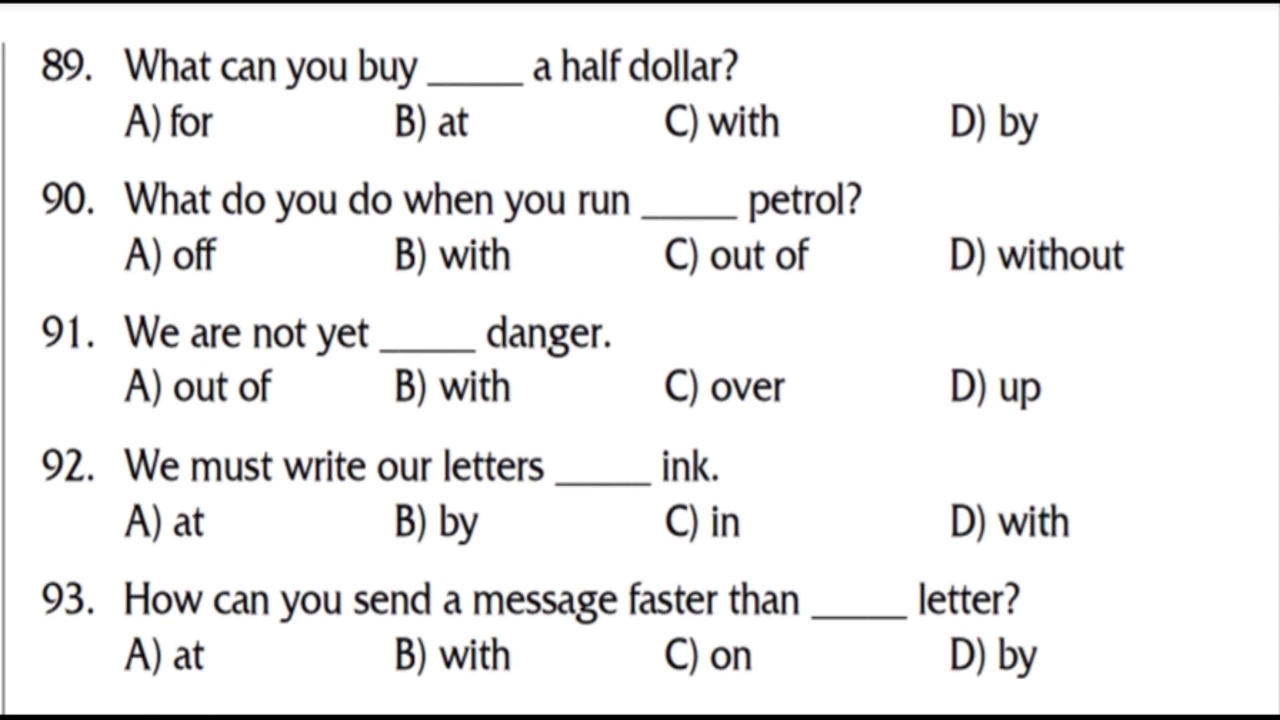 89. What can you buy _____ a half dollar?
A) for B) at C) with D) by
90. What do you do when you run _____ petrol?
A) off B) with C) out of D) without
91. We are not yet _____ danger.
A) out of B) with C) over D) up
92. We must write our letters _____ ink.
A) at B) by C) in D) with
93. How can you send a message faster than _____ letter?
A) at B) with C) on D) by